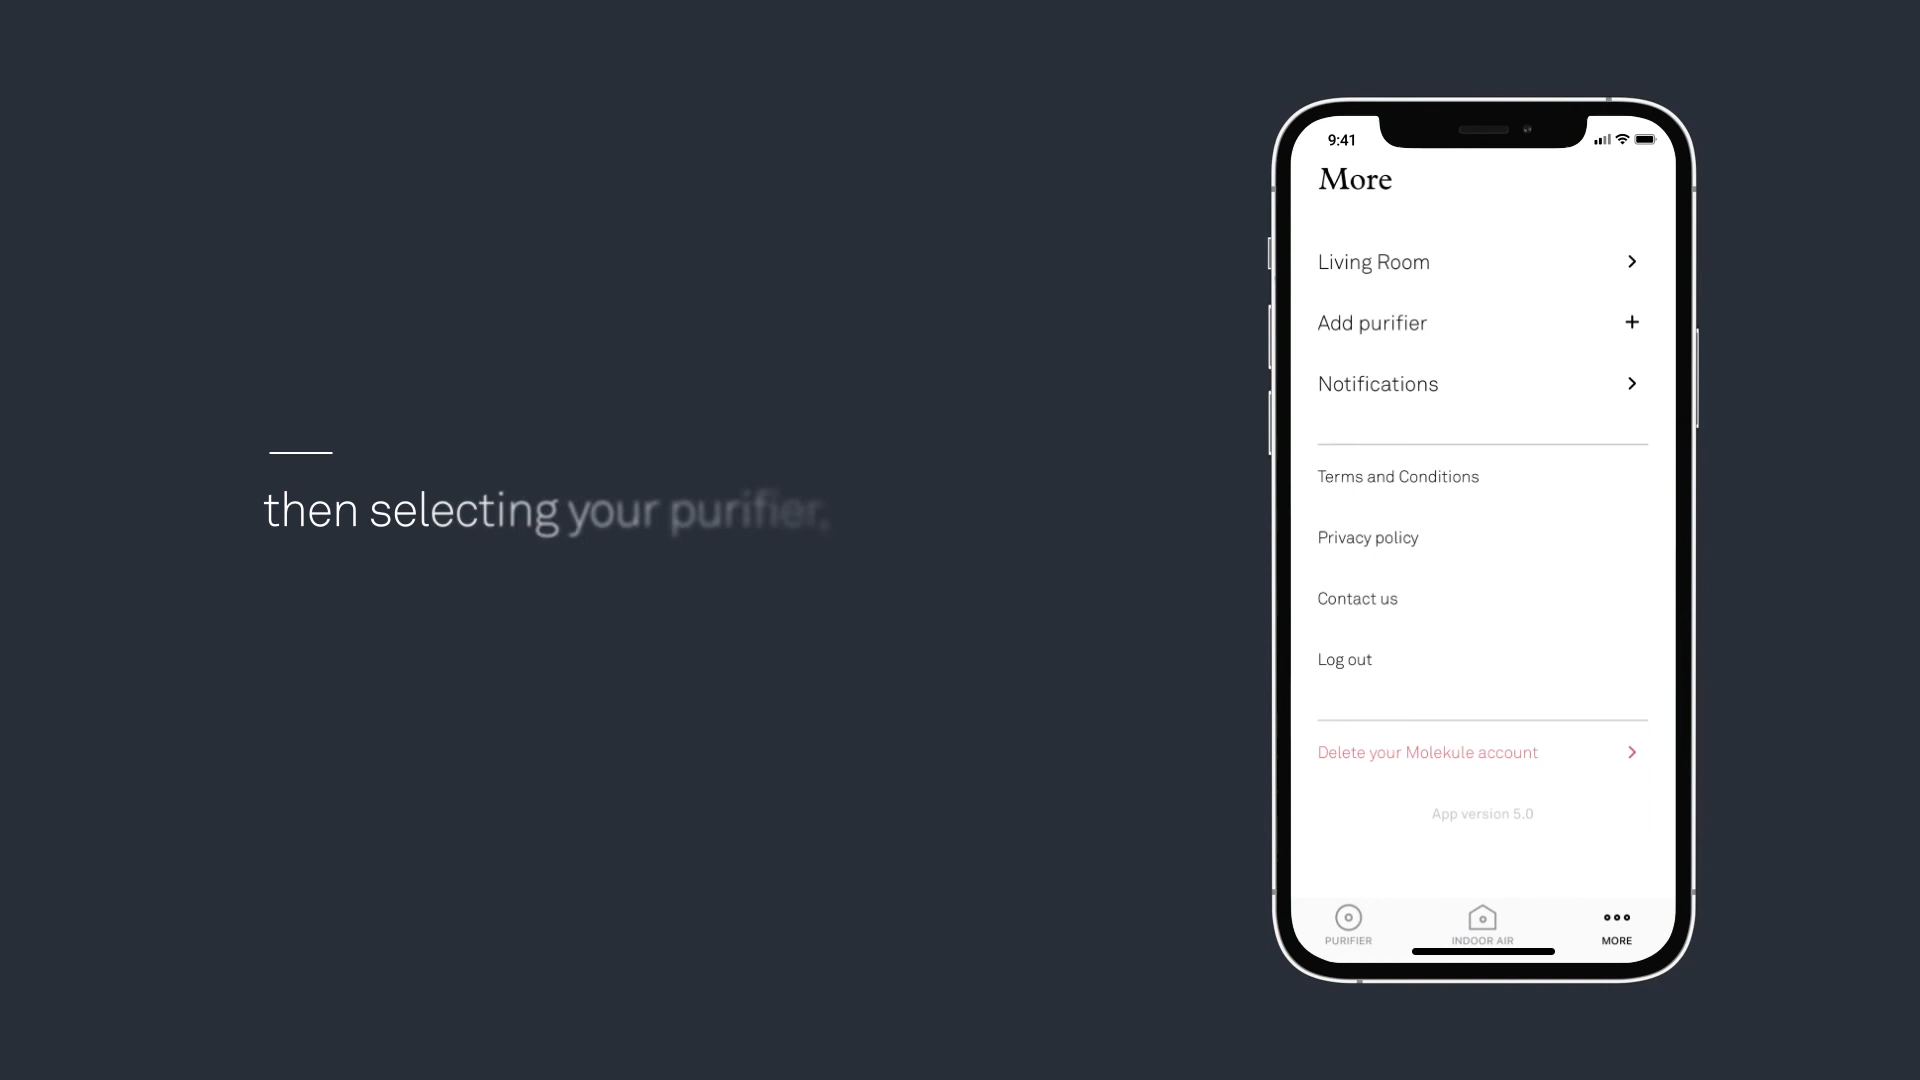 then selecting your purifier,
9:41
More
Living Room
Add purifier
Notifications
Terms and Conditions
Privacy policy
Contact us
Log out
Delete your Molekule account
App version 5.0
PURIFIER
INDOOR AIR
MORE